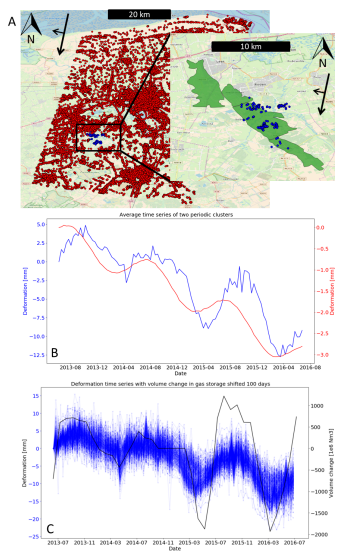 A
20 km
N
10 km
N
Average time series of two periodic clusters
5.0
2.5
0.0
−2.5
−5.0
−7.5
−10.0
−12.5
Deformation [mm]
0.0
−0.5
−1.0
−1.5
−2.0
−2.5
−3.0
Deformation [mm]
B
2013-08 2013-12 2014-04 2014-08 2014-12 2015-04 2015-08 2015-12 2016-04 2016-08
Date
Deformation time series with volume change in gas storage shifted 100 days
15
10
5
0
−5
−10
−15
−20
−25
Deformation [mm]
1000
500
0
−500
−1000
−1500
−2000
Volume change [1e6 Nm3]
C
2013-07 2013-11 2014-03 2014-07 2014-11 2015-03 2015-07 2015-11 2016-03 2016-07
Date